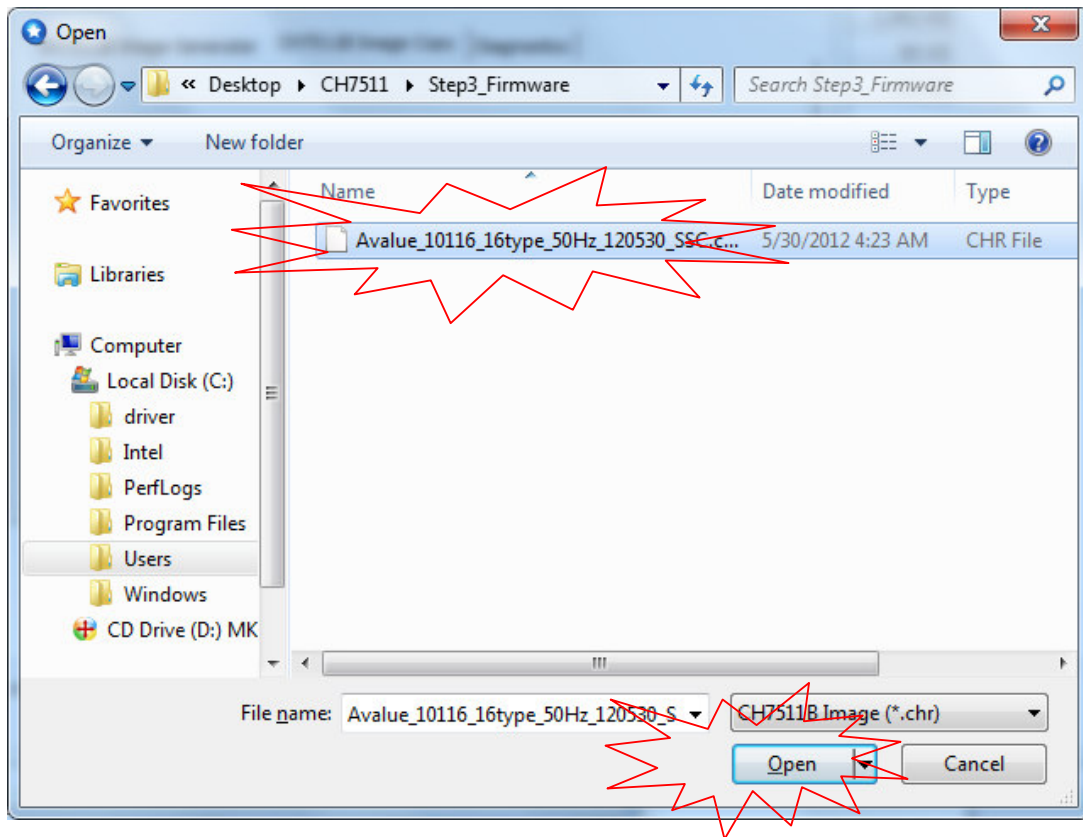 Open
« Desktop ▸ CH7511 ▸ Step3_Firmware
Search Step3_Firmware
Organize
New folder
Name
Date modified
Type
Avalue_10116_16type_50Hz_120530_SSC.c...
5/30/2012 4:23 AM
CHR File
Favorites
Libraries
Computer
Local Disk (C:)
driver
Intel
PerfLogs
Program Files
Users
Windows
CD Drive (D:) MK
File name:
Avalue_10116_16type_50Hz_120530_S
CH7511B Image (*.chr)
Open
Cancel